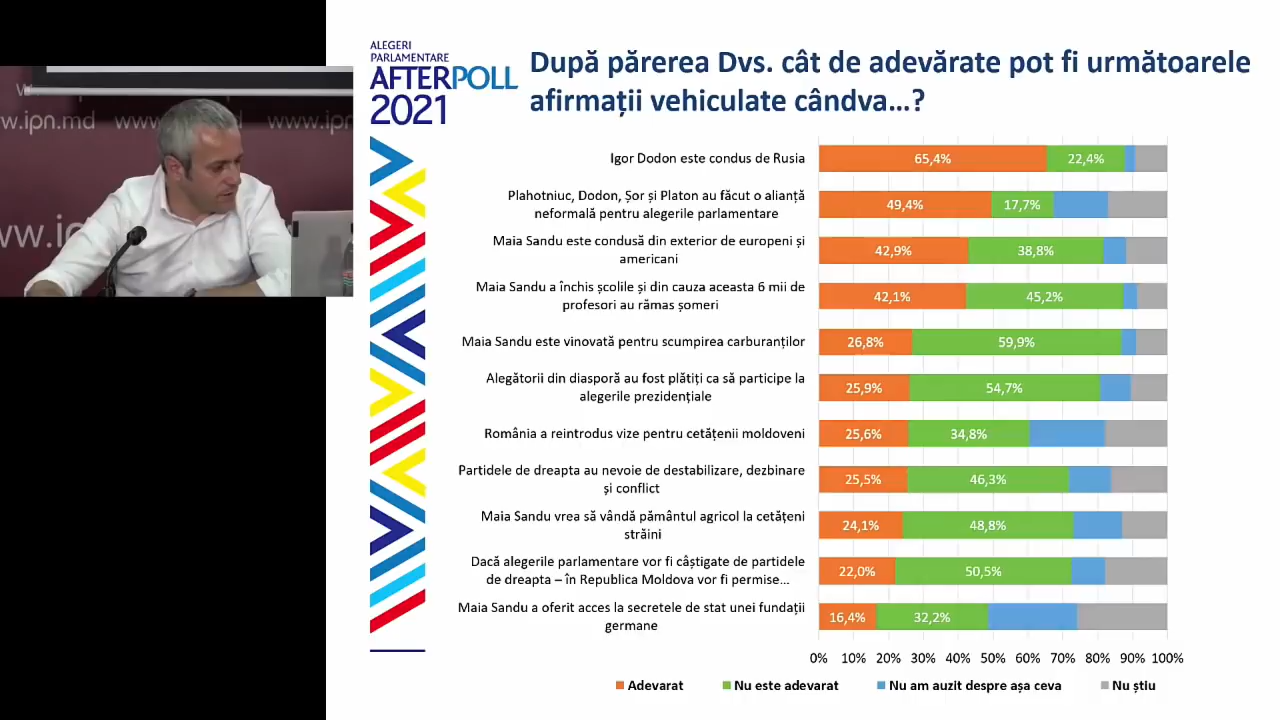 ALEGERI
PARLAMENTARE
AFTERPOLL
2021
După părerea Dvs. cât de adevărate pot fi următoarele
afirmații vehiculate cândva...?
w.ipn.md
www.ip
www.ipn
ww.ip
Igor Dodon este condus de Rusia
65,4% 22,4%
Plahotniuc, Dodon, Șor și Platon au făcut o alianță
neformală pentru alegerile parlamentare
49,4% 17,7%
Maia Sandu este condusă din exterior de europeni și
americani
42,9% 38,8%
Maia Sandu a închis școlile și din cauza aceasta 6 mii de
profesori au rămas șomeri
42,1% 45,2%
Maia Sandu este vinovată pentru scumpirea carburanților
26,8% 59,9%
Alegătorii din diasporă au fost plătiți ca să participe la
alegerile prezidențiale
25,9% 54,7%
România a reintrodus vize pentru cetățenii moldoveni
25,6% 34,8%
Partidele de dreapta au nevoie de destabilizare, dezbinare
și conflict
25,5% 46,3%
Maia Sandu vrea să vândă pământul agricol la cetățeni
străini
24,1% 48,8%
Dacă alegerile parlamentare vor fi câștigate de partidele
de dreapta – în Republica Moldova vor fi permise...
22,0% 50,5%
Maia Sandu a oferit acces la secretele de stat unei fundații
germane
16,4% 32,2%
0% 10% 20% 30% 40% 50% 60% 70% 80% 90% 100%
Adevarat Nu este adevarat Nu am auzit despre așa ceva Nu știu